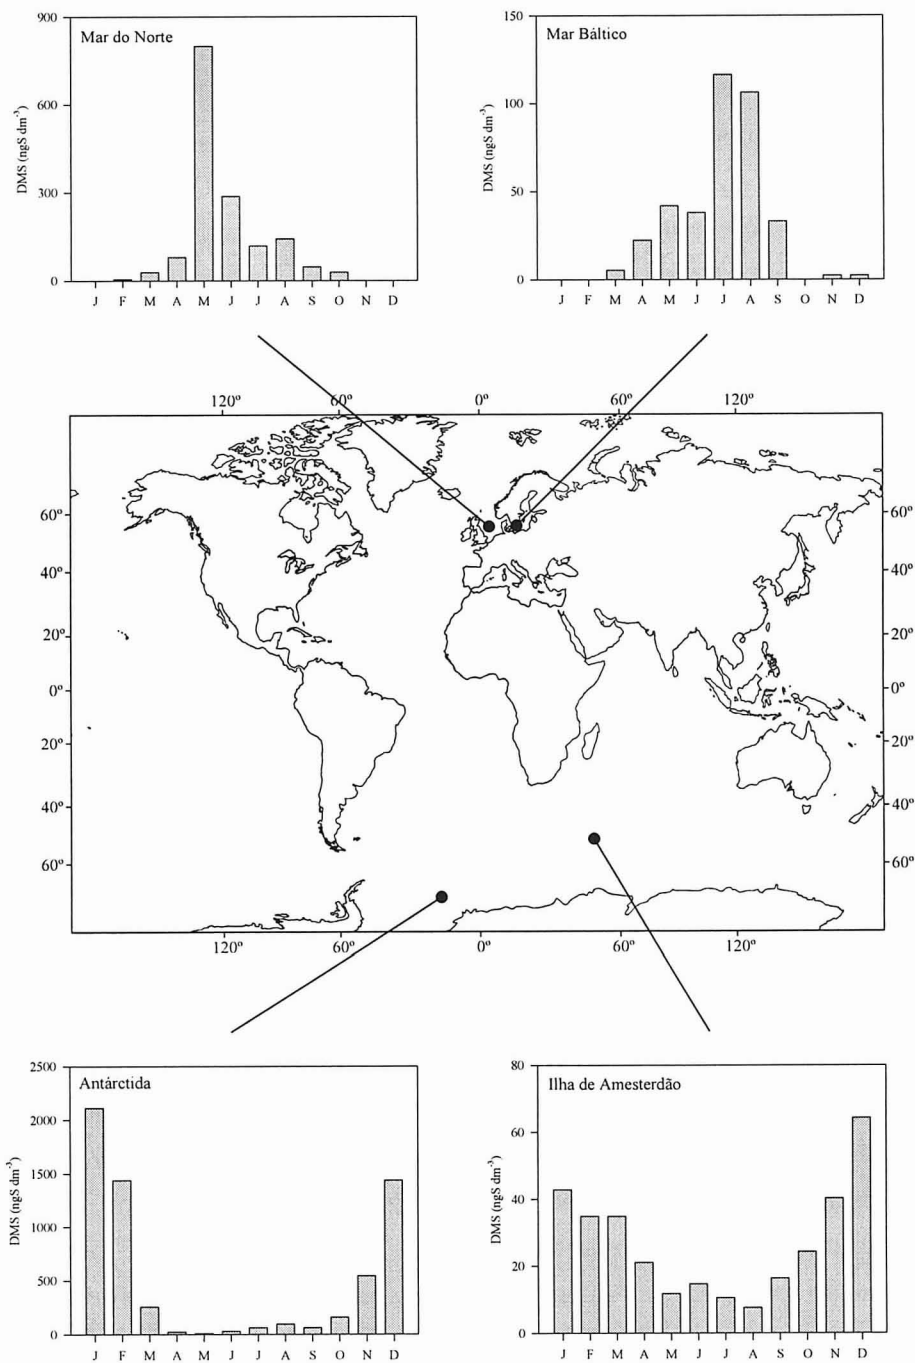 Mar do Norte
900
600
300
0
DMS (ngS dm⁻³)
J F M A M J J A S O N D
Mar Báltico
150
100
50
0
DMS (ngS dm⁻³)
J F M A M J J A S O N D
120º 60º 0º 60º 120º
60º 60º
40º 40º
20º 20º
0º 0º
20º 20º
40º 40º
60º 60º
120º 60º 0º 60º 120º
Antárctida
2500
2000
1500
1000
500
0
DMS (ngS dm⁻³)
J F M A M J J A S O N D
Ilha de Amesterdão
80
60
40
20
0
DMS (ngS dm⁻³)
J F M A M J J A S O N D